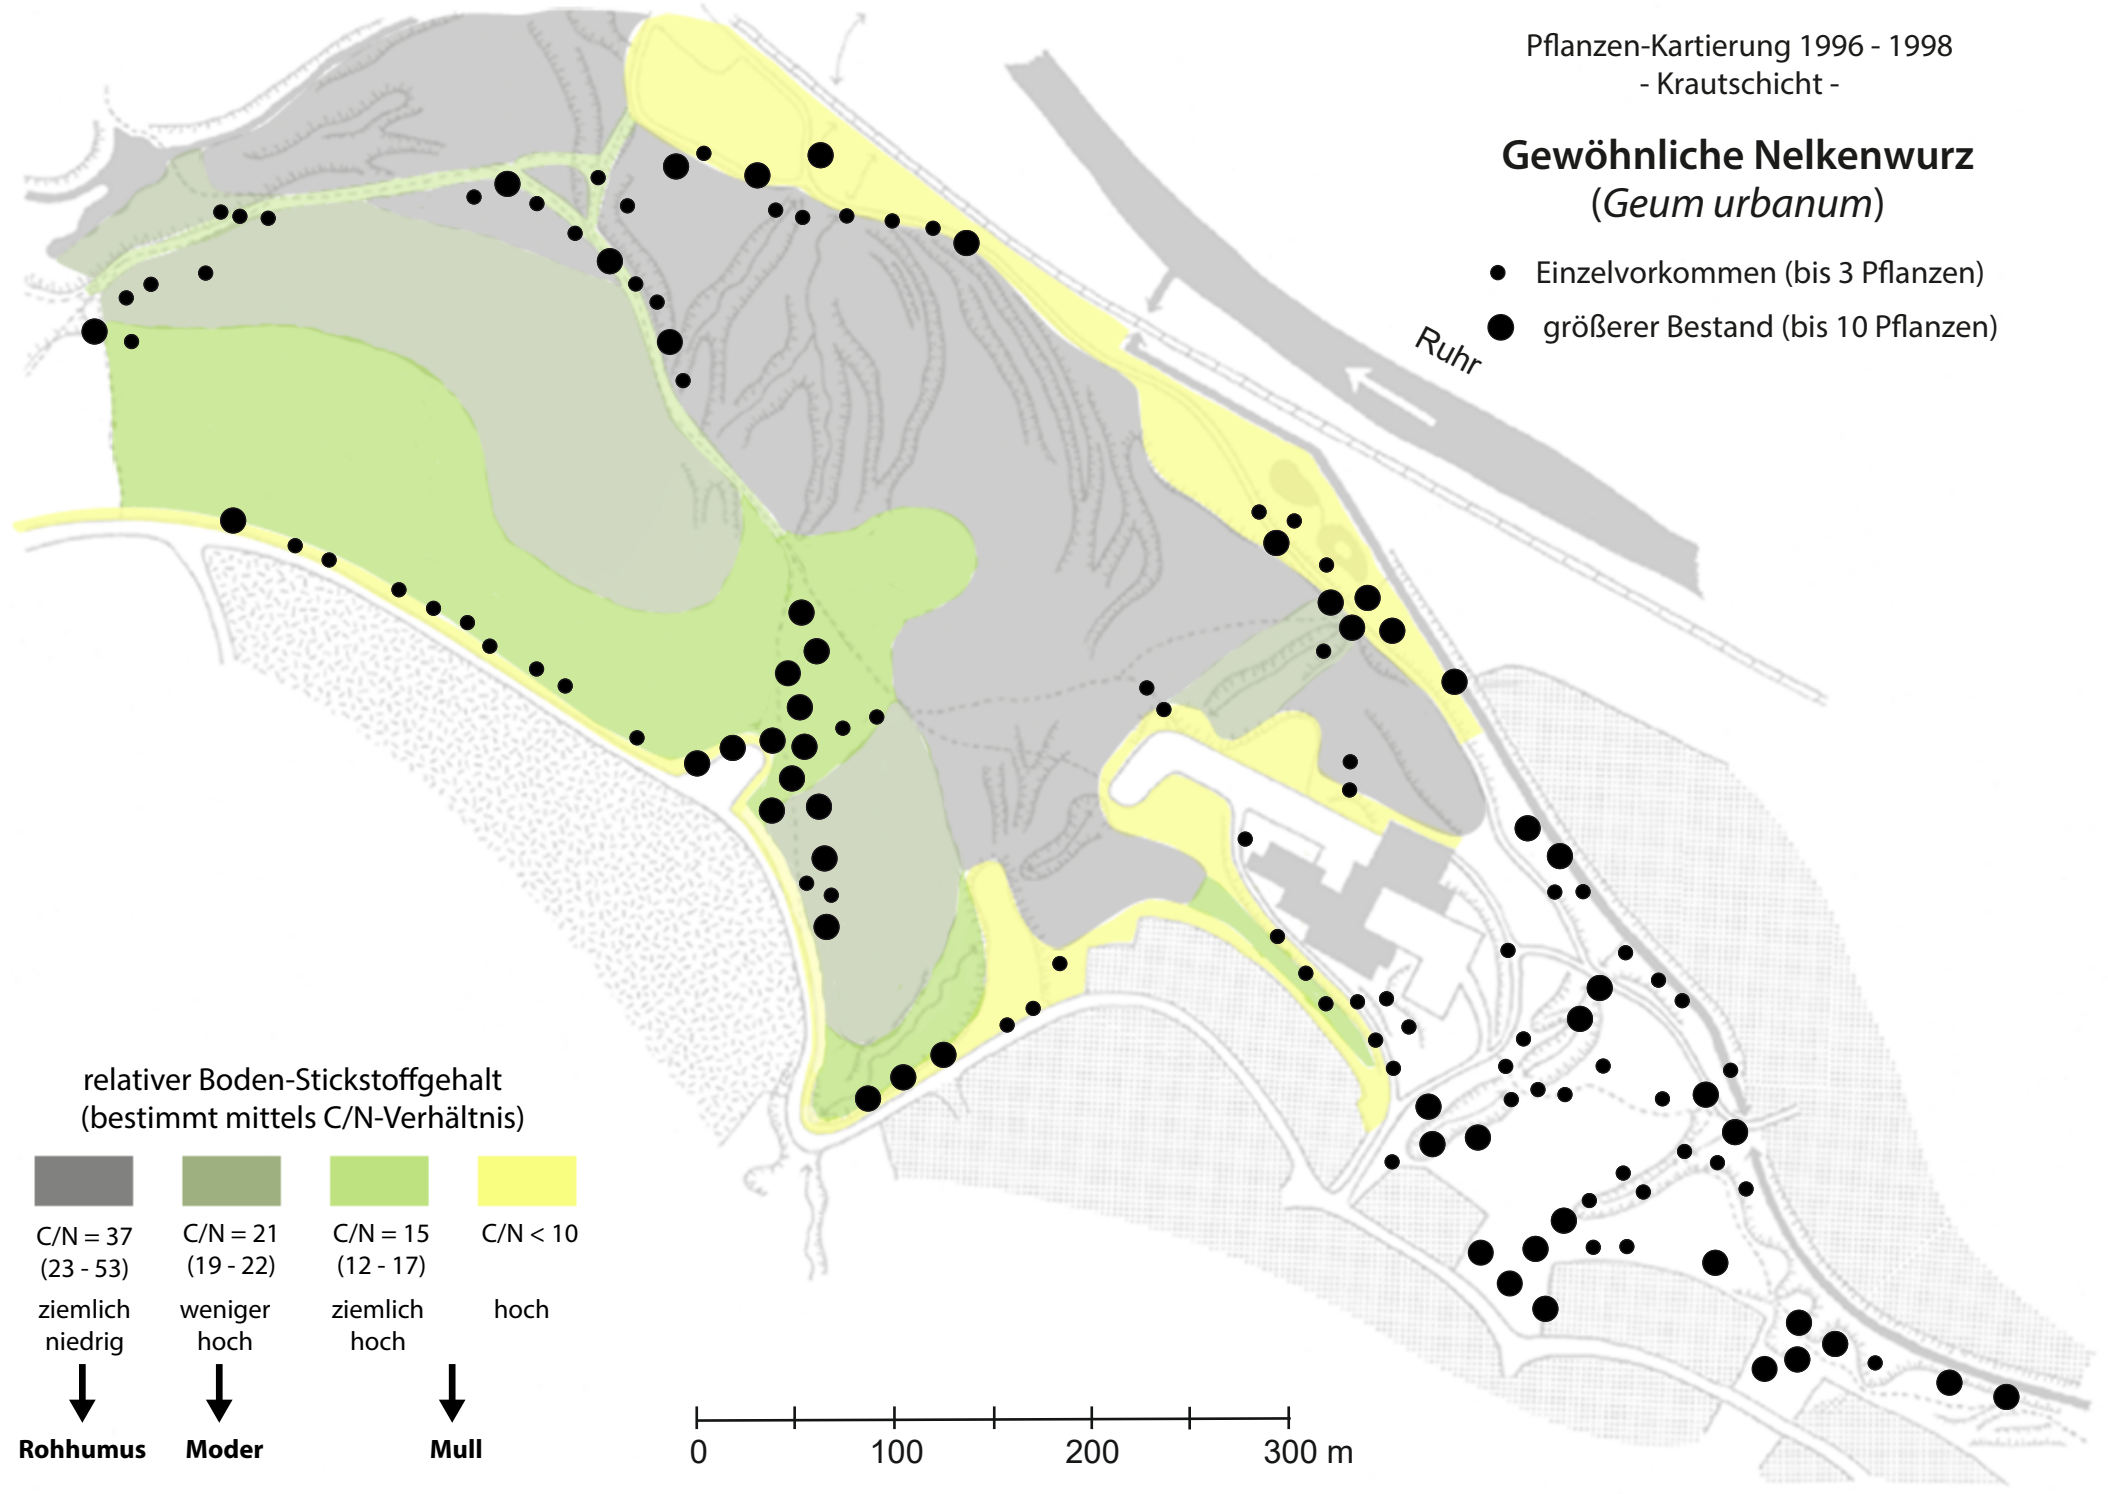 Pflanzen-Kartierung 1996 - 1998
- Krautschicht -
Gewöhnliche Nelkenwurz
(Geum urbanum)
Einzelvorkommen (bis 3 Pflanzen)
größerer Bestand (bis 10 Pflanzen)
Ruhr
relativer Boden-Stickstoffgehalt
(bestimmt mittels C/N-Verhältnis)
C/N = 37 C/N = 21 C/N = 15 C/N < 10
(23 - 53) (19 - 22) (12 - 17)
ziemlich weniger ziemlich hoch
niedrig hoch hoch
Rohhumus Moder Mull
0 100 200 300 m